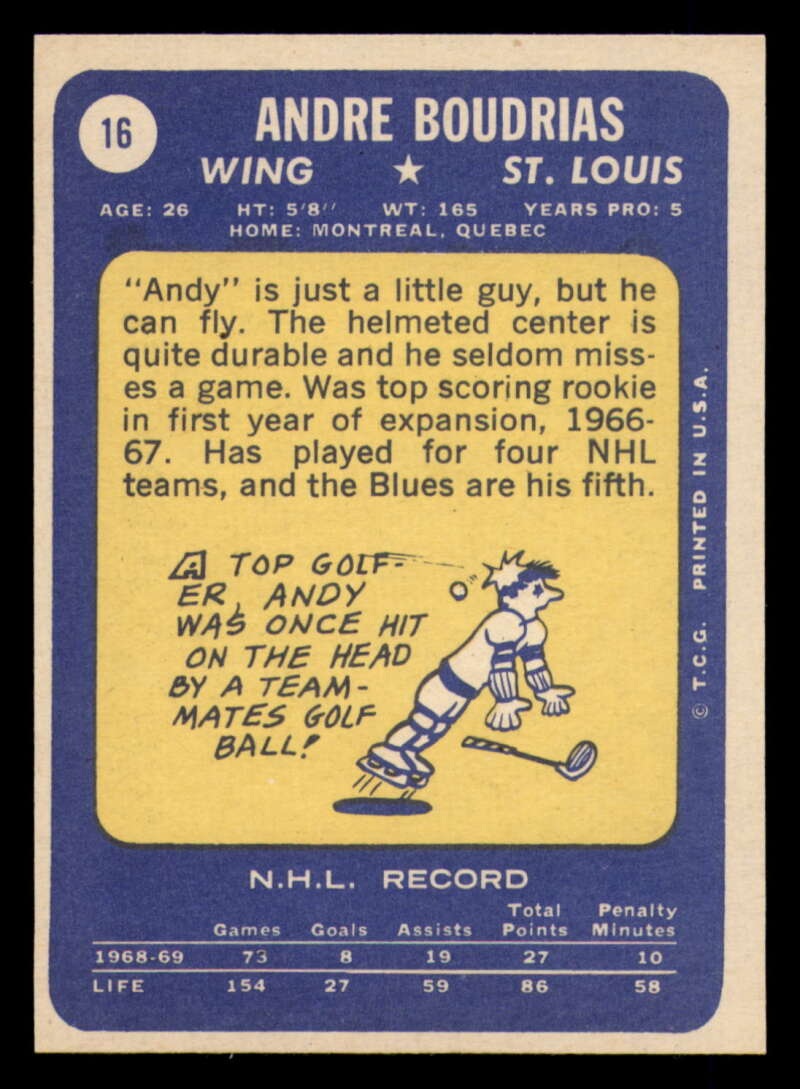 16
ANDRE BOUDRIAS
WING ★ ST. LOUIS
AGE: 26 HT: 5'8" WT: 165 YEARS PRO: 5
HOME: MONTREAL, QUEBEC
"Andy" is just a little guy, but he
can fly. The helmeted center is
quite durable and he seldom miss-
es a game. Was top scoring rookie
in first year of expansion, 1966-
67. Has played for four NHL
teams, and the Blues are his fifth.
A TOP GOLF-
ER, ANDY
WAS ONCE HIT
ON THE HEAD
BY A TEAM-
MATES GOLF
BALL!
© T.C.G. PRINTED IN U.S.A.
N.H.L. RECORD
Total Penalty
Games Goals Assists Points Minutes
1968-69 73 8 19 27 10
LIFE 154 27 59 86 58